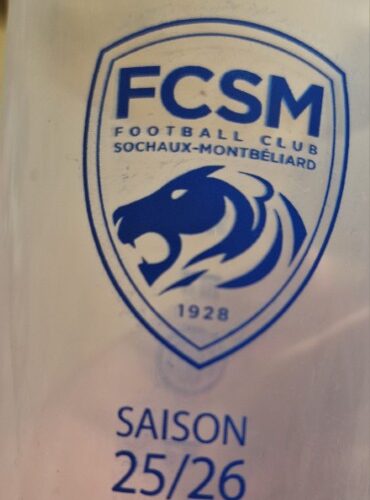 FCSM
FOOTBALL CLUB
SOCHAUX-MONTBÉLIARD
1928
SAISON
25/26